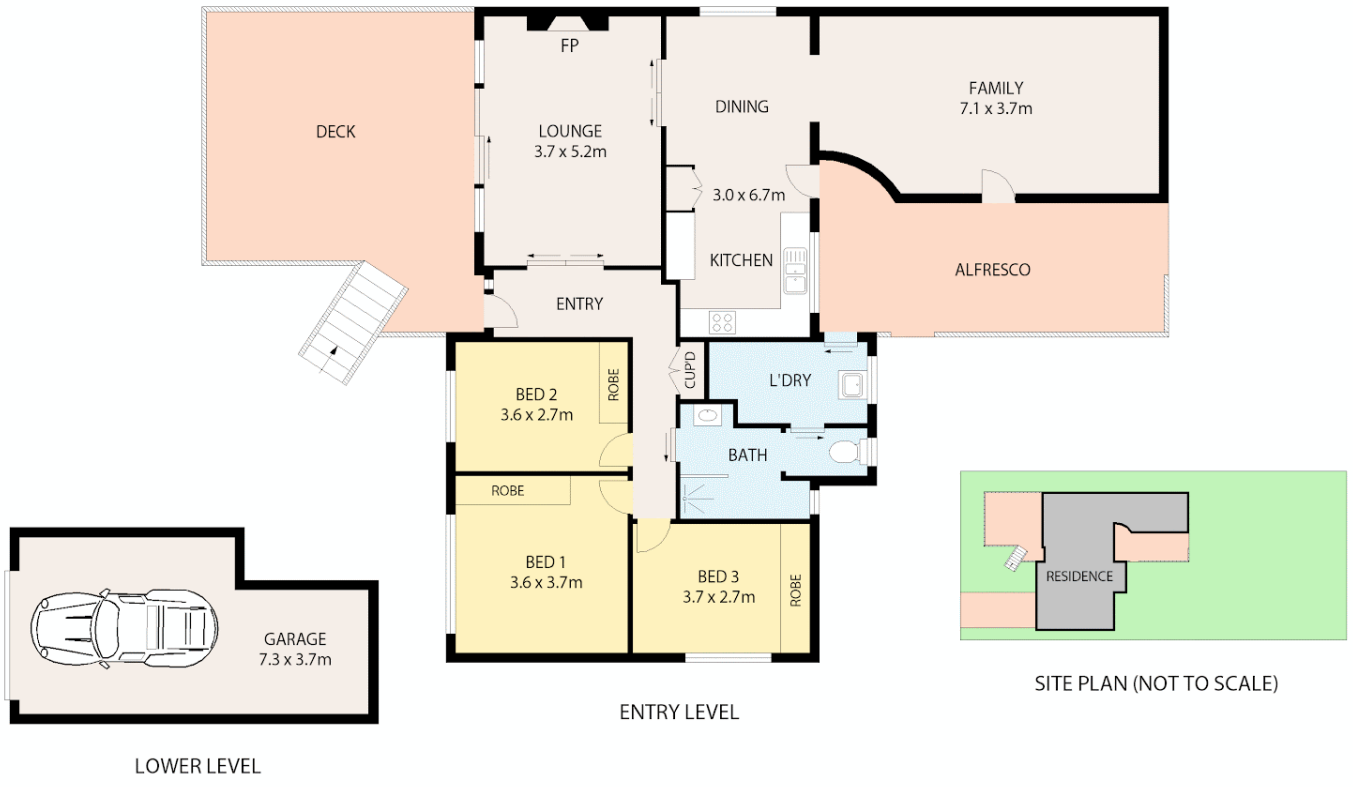 FP
DECK
LOUNGE
3.7 x 5.2m
DINING
3.0 x 6.7m
KITCHEN
FAMILY
7.1 x 3.7m
ALFRESCO
ENTRY
BED 2
3.6 x 2.7m
ROBE
CUP'D
L'DRY
BATH
ROBE
BED 1
3.6 x 3.7m
BED 3
3.7 x 2.7m
ROBE
ENTRY LEVEL
GARAGE
7.3 x 3.7m
LOWER LEVEL
RESIDENCE
SITE PLAN (NOT TO SCALE)